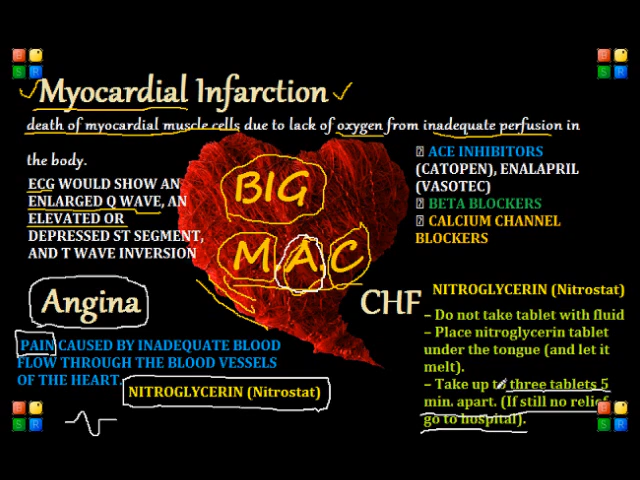 Myocardial Infarction
death of myocardial muscle cells due to lack of oxygen from inadequate perfusion in
the body.
ECG WOULD SHOW AN
ENLARGED Q WAVE, AN
ELEVATED OR
DEPRESSED ST SEGMENT,
AND T WAVE INVERSION
BIG
M.A.C
ACE INHIBITORS
(CATOPEN), ENALAPRIL
(VASOTEC)
BETA BLOCKERS
CALCIUM CHANNEL
BLOCKERS
Angina
PAIN CAUSED BY INADEQUATE BLOOD
FLOW THROUGH THE BLOOD VESSELS
OF THE HEART.
NITROGLYCERIN (Nitrostat)
CHF
NITROGLYCERIN (Nitrostat)
– Do not take tablet with fluid
– Place nitroglycerin tablet
under the tongue (and let it
melt).
– Take up to three tablets 5
min. apart. (If still no relief
go to hospital).
S R
S R
S R
S R